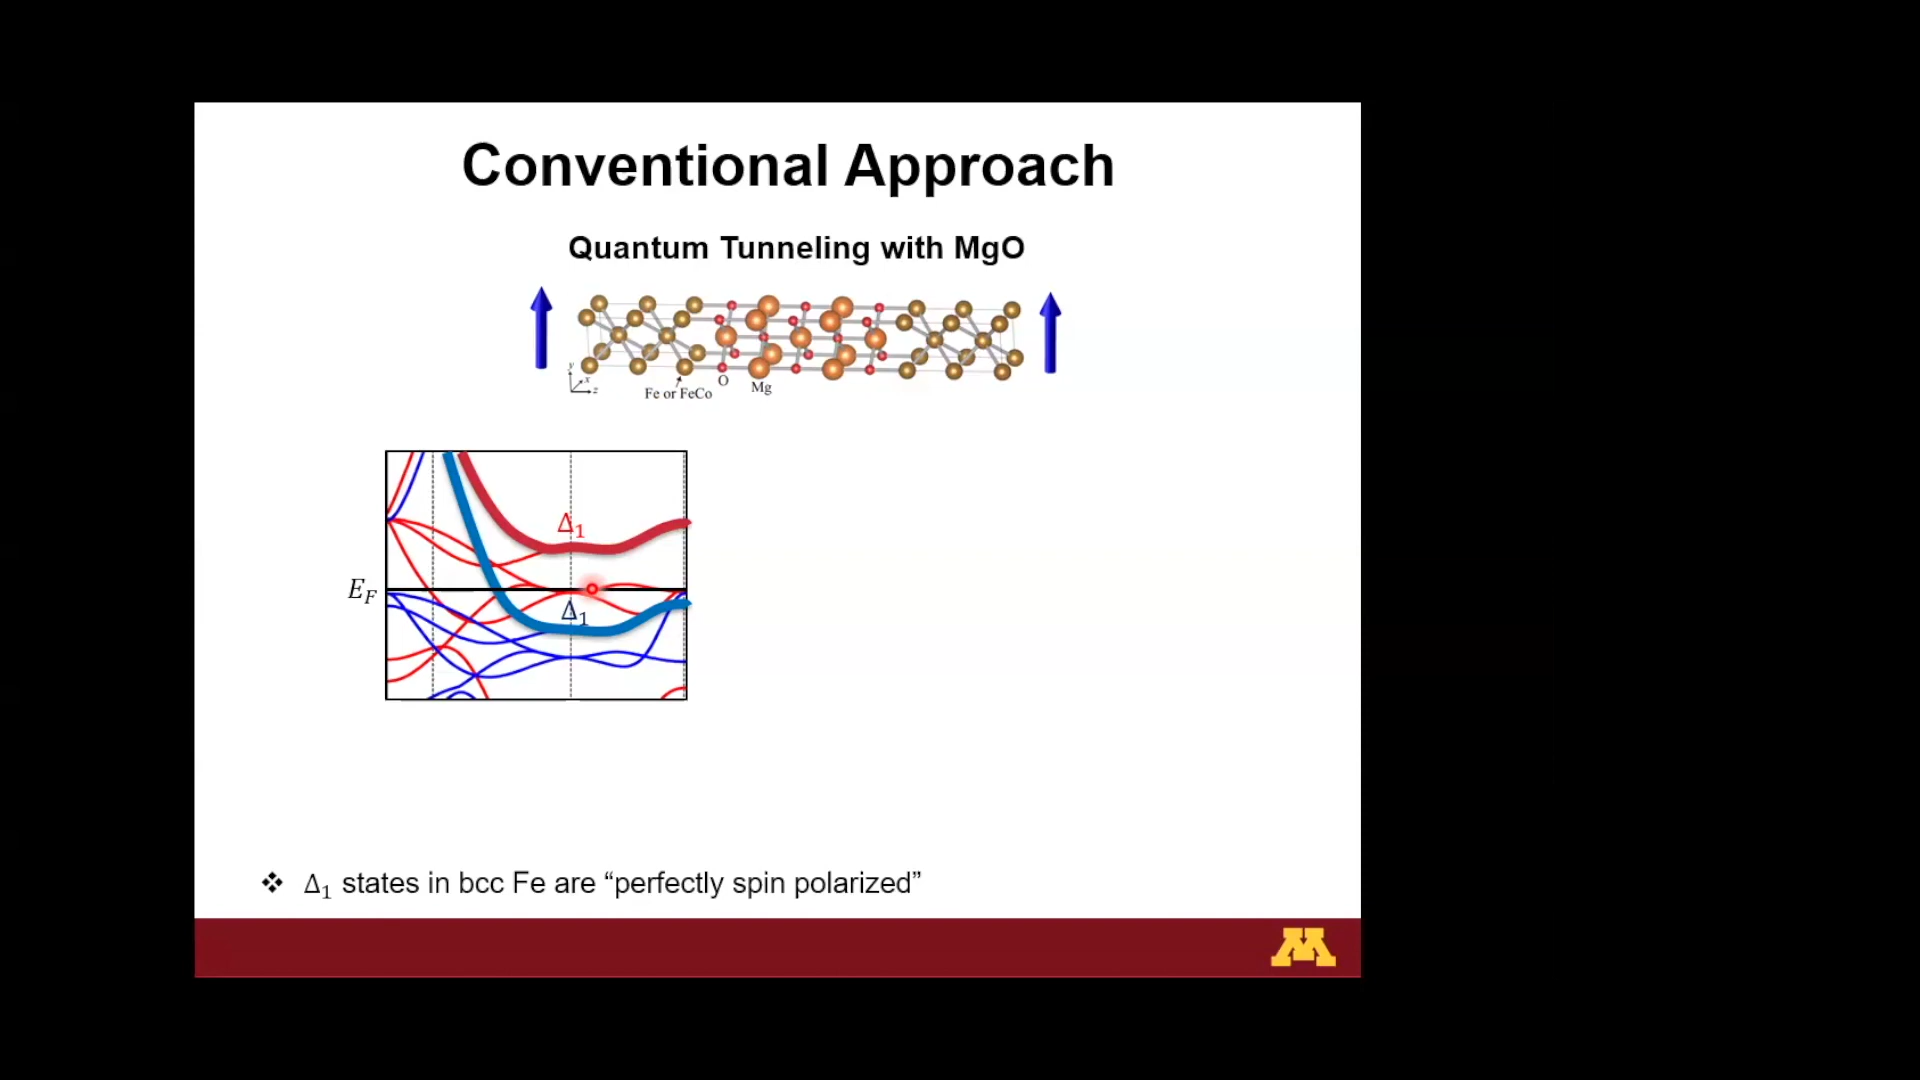 Conventional Approach
Quantum Tunneling with MgO
y
x
z
Fe or FeCo
O
Mg
Δ₁
E_F
Δ₁
❖ Δ₁ states in bcc Fe are “perfectly spin polarized”
M